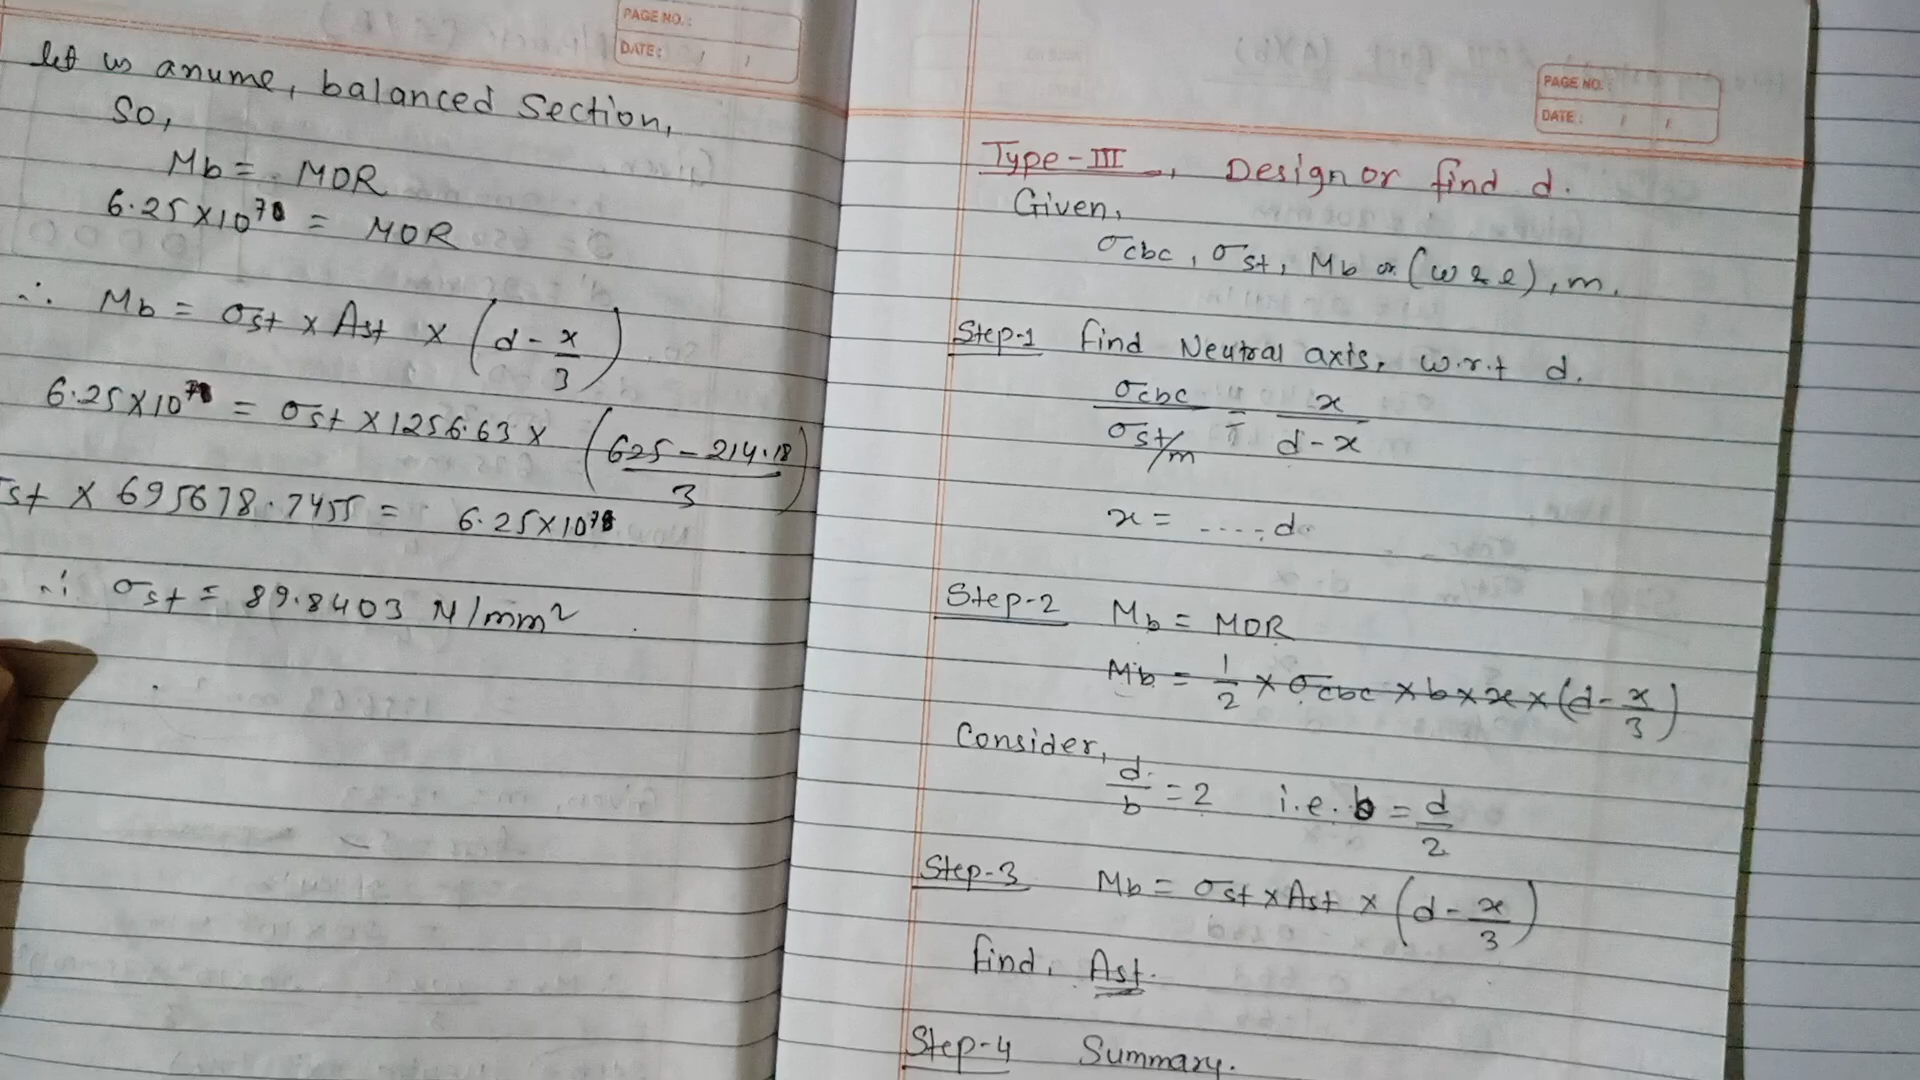 PAGE NO.:
DATE: / /
let us assume, balanced section,
So,
Mb = MOR
6.25×10⁷ = MOR
∴ Mb = σst × Ast × (d - x/3)
6.25×10⁷ = σst × 1256.63 × (625 - 214.18/3)
σst × 695678.7455 = 6.25×10⁷
∴ σst = 89.8403 N/mm²
PAGE NO.:
DATE: / /
Type-III, Design or find d.
Given,
σcbc, σst, Mb or (w & l), m.
Step-1 find Neutral axis, w.r.t d.
σcbc / (σst/m) = x / (d-x)
x = ..... d.
Step-2 Mb = MOR
Mb = 1/2 × σcbc × b × x × (d - x/3)
Consider,
d/b = 2 i.e. b = d/2
Step-3 Mb = σst × Ast × (d - x/3)
find, Ast.
Step-4 Summary.